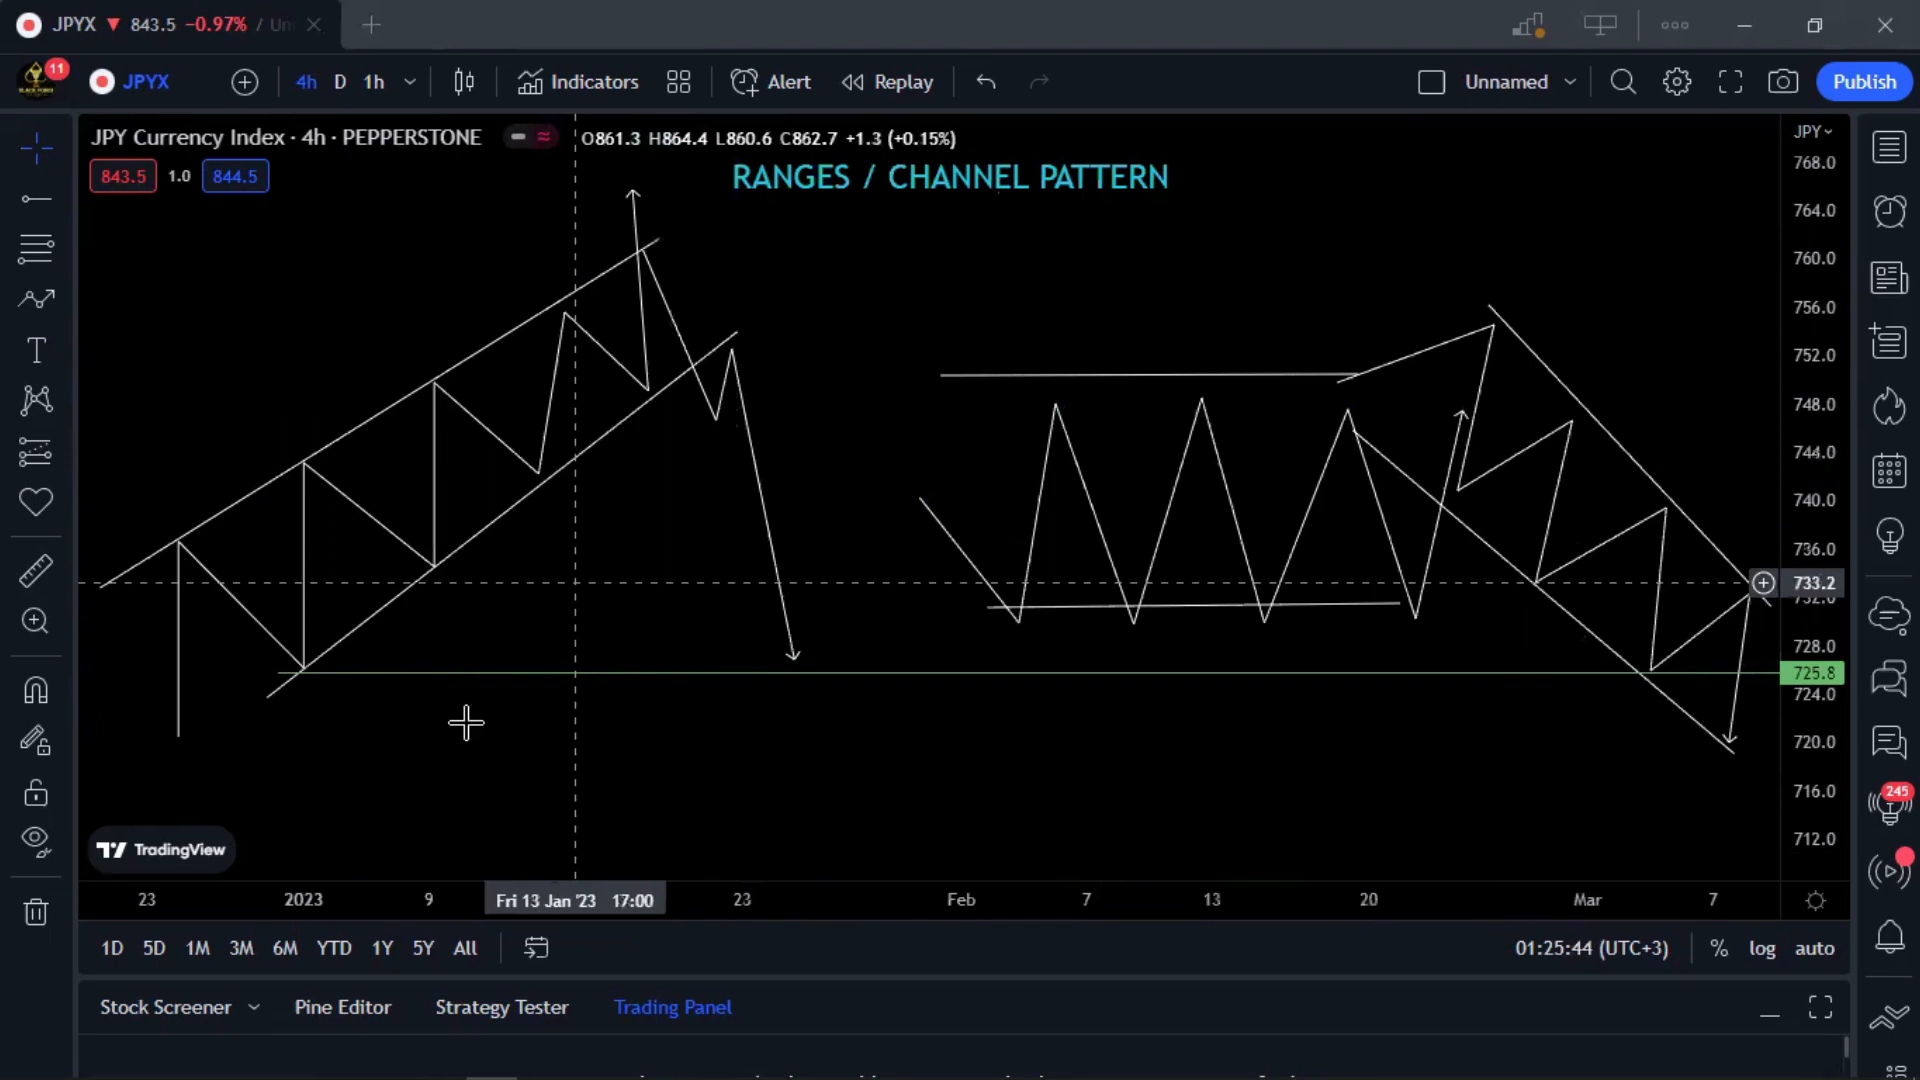 JPYX ▼ 843.5 −0.97% / Un
11
JPYX 4h D 1h Indicators Alert Replay Unnamed Publish
JPY Currency Index · 4h · PEPPERSTONE O861.3 H864.4 L860.6 C862.7 +1.3 (+0.15%)
843.5 1.0 844.5
RANGES / CHANNEL PATTERN
JPY
768.0
764.0
760.0
756.0
752.0
748.0
744.0
740.0
736.0
733.2
732.0
728.0
725.8
724.0
720.0
716.0
712.0
245
TradingView
23 2023 9 Fri 13 Jan '23 17:00 23 Feb 7 13 20 Mar 7
1D 5D 1M 3M 6M YTD 1Y 5Y All 01:25:44 (UTC+3) % log auto
Stock Screener Pine Editor Strategy Tester Trading Panel